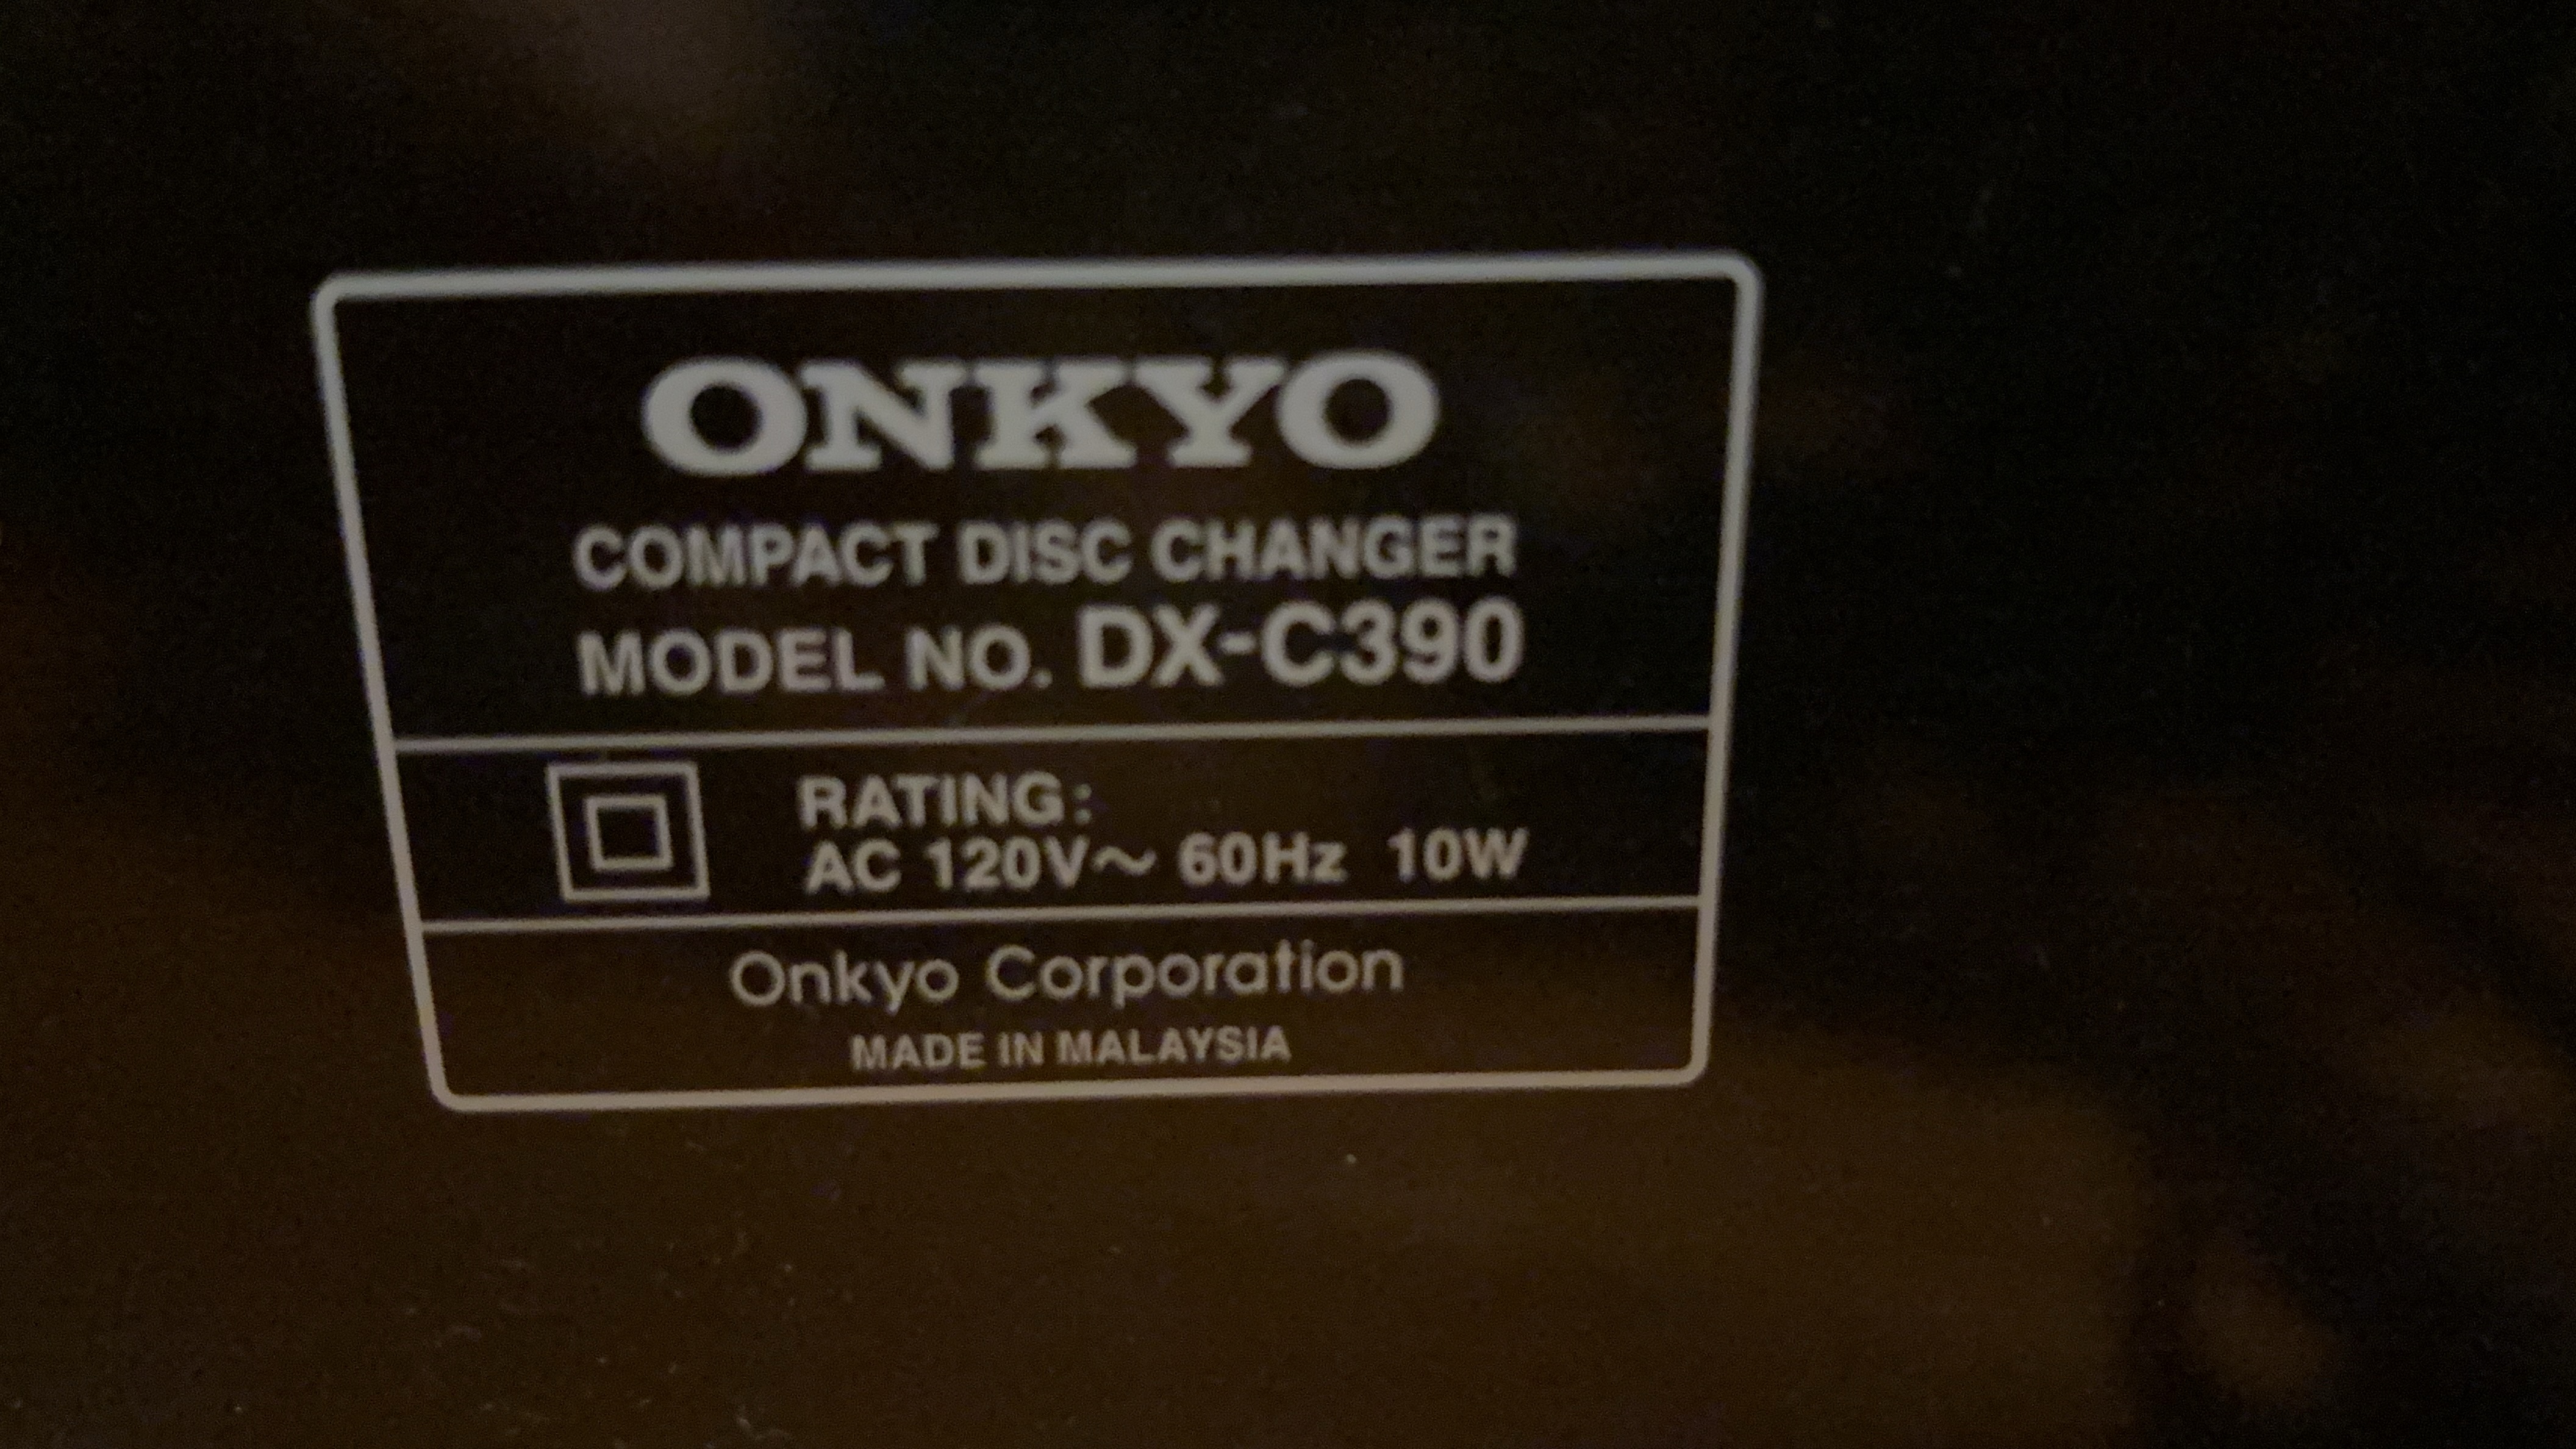 ONKYO
COMPACT DISC CHANGER
MODEL NO. DX-C390
RATING:
AC 120V~ 60Hz 10W
Onkyo Corporation
MADE IN MALAYSIA